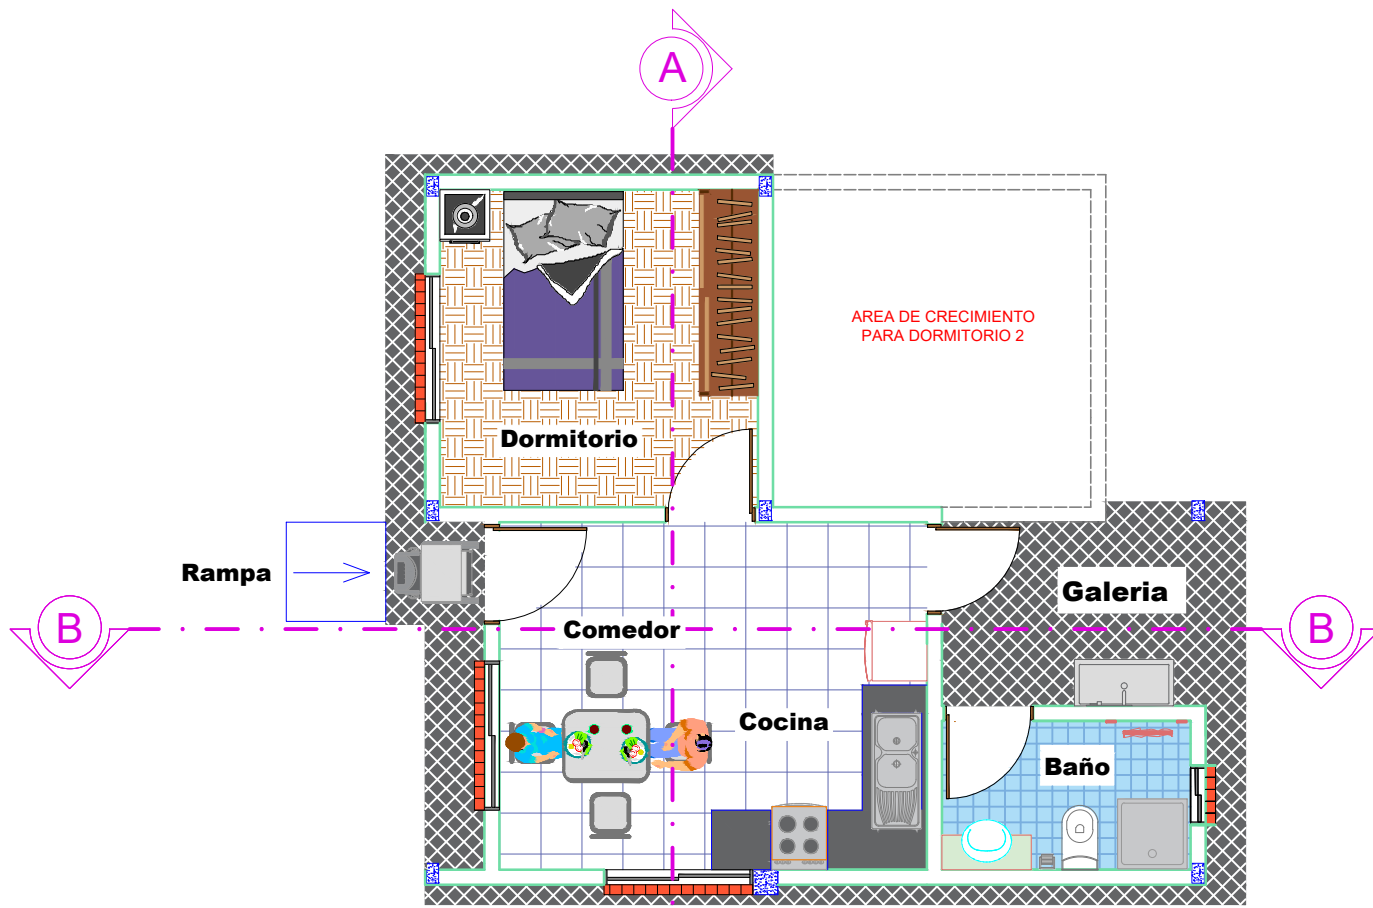 A
AREA DE CRECIMIENTO
PARA DORMITORIO 2
Dormitorio
Rampa
Galeria
B
Comedor
B
Cocina
Baño